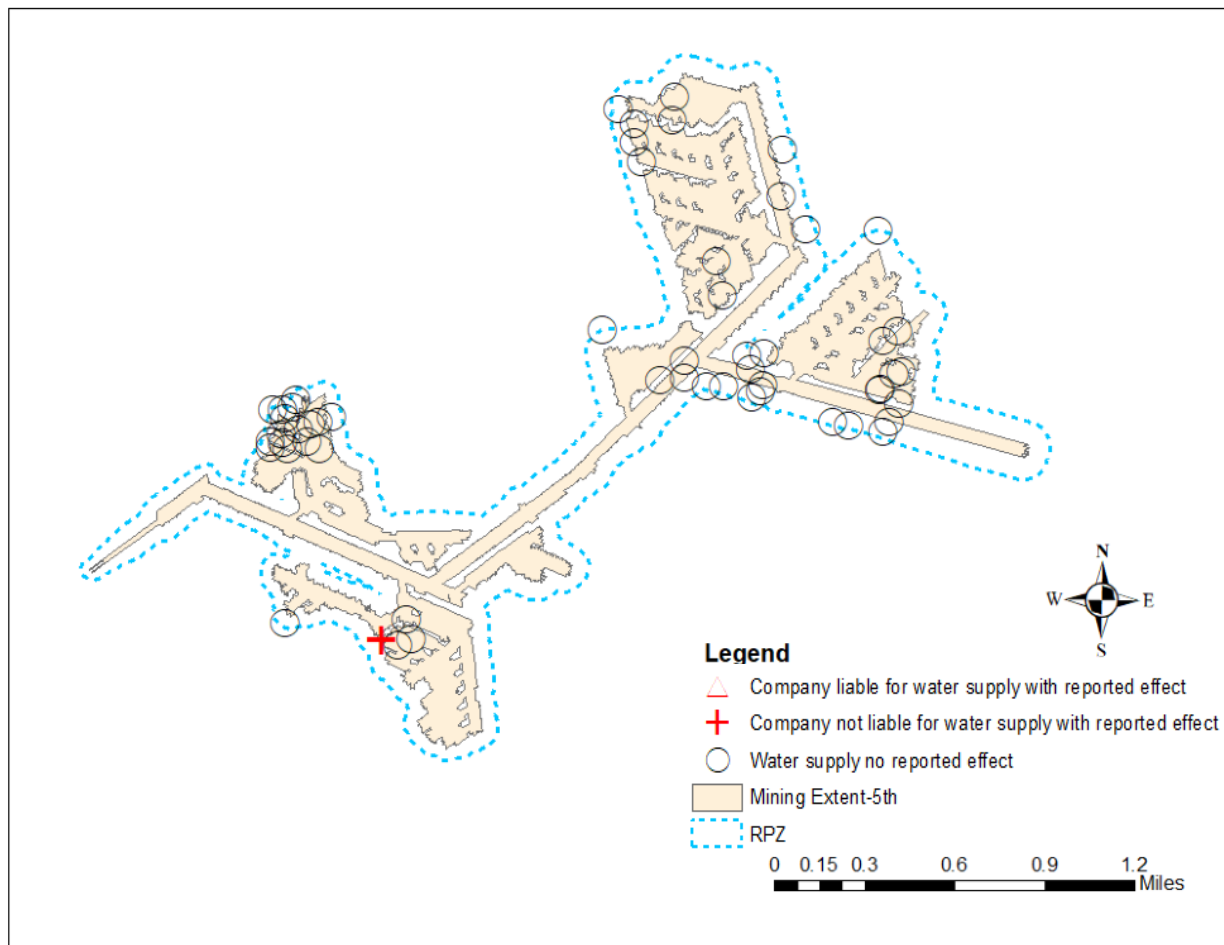 N
W E
S
Legend
Company liable for water supply with reported effect
Company not liable for water supply with reported effect
Water supply no reported effect
Mining Extent-5th
RPZ
0 0.15 0.3 0.6 0.9 1.2
Miles